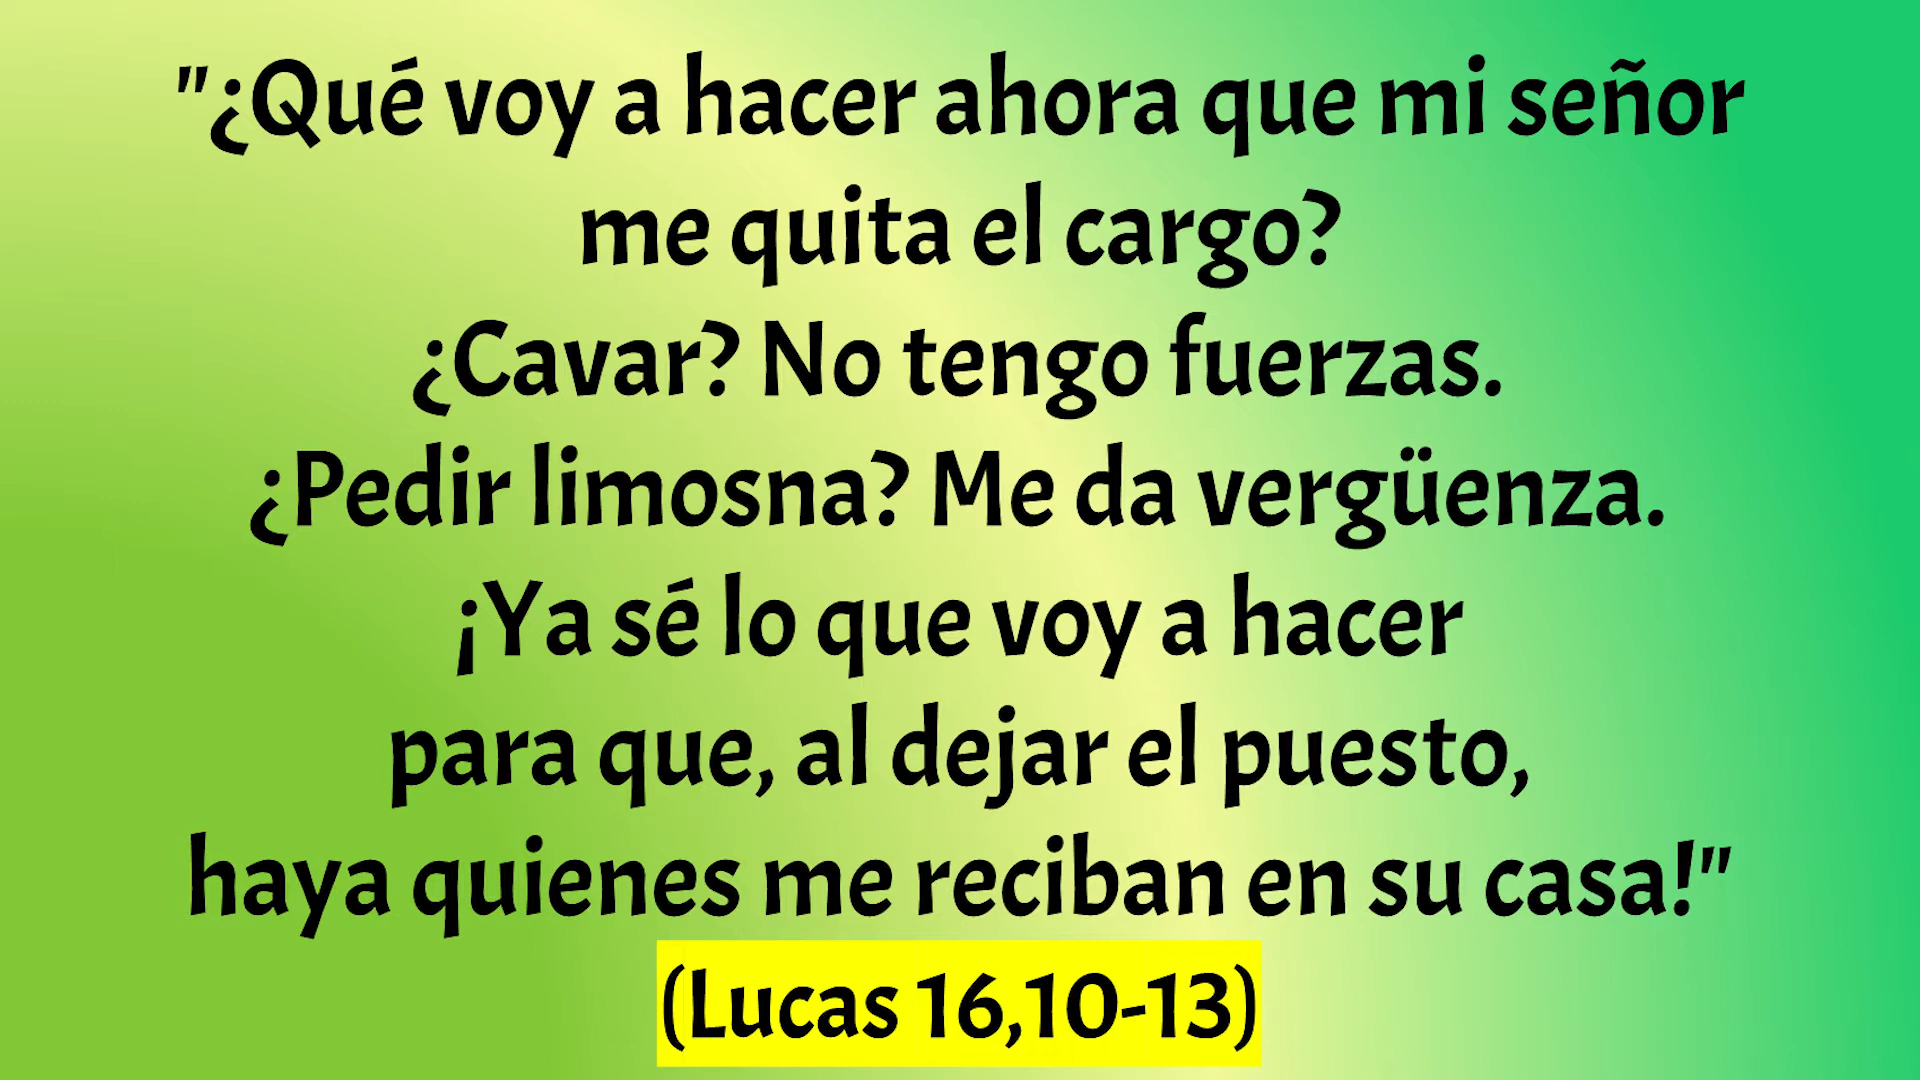 "¿Qué voy a hacer ahora que mi señor
me quita el cargo?
¿Cavar? No tengo fuerzas.
¿Pedir limosna? Me da vergüenza.
¡Ya sé lo que voy a hacer
para que, al dejar el puesto,
haya quienes me reciban en su casa!"
(Lucas 16,10-13)